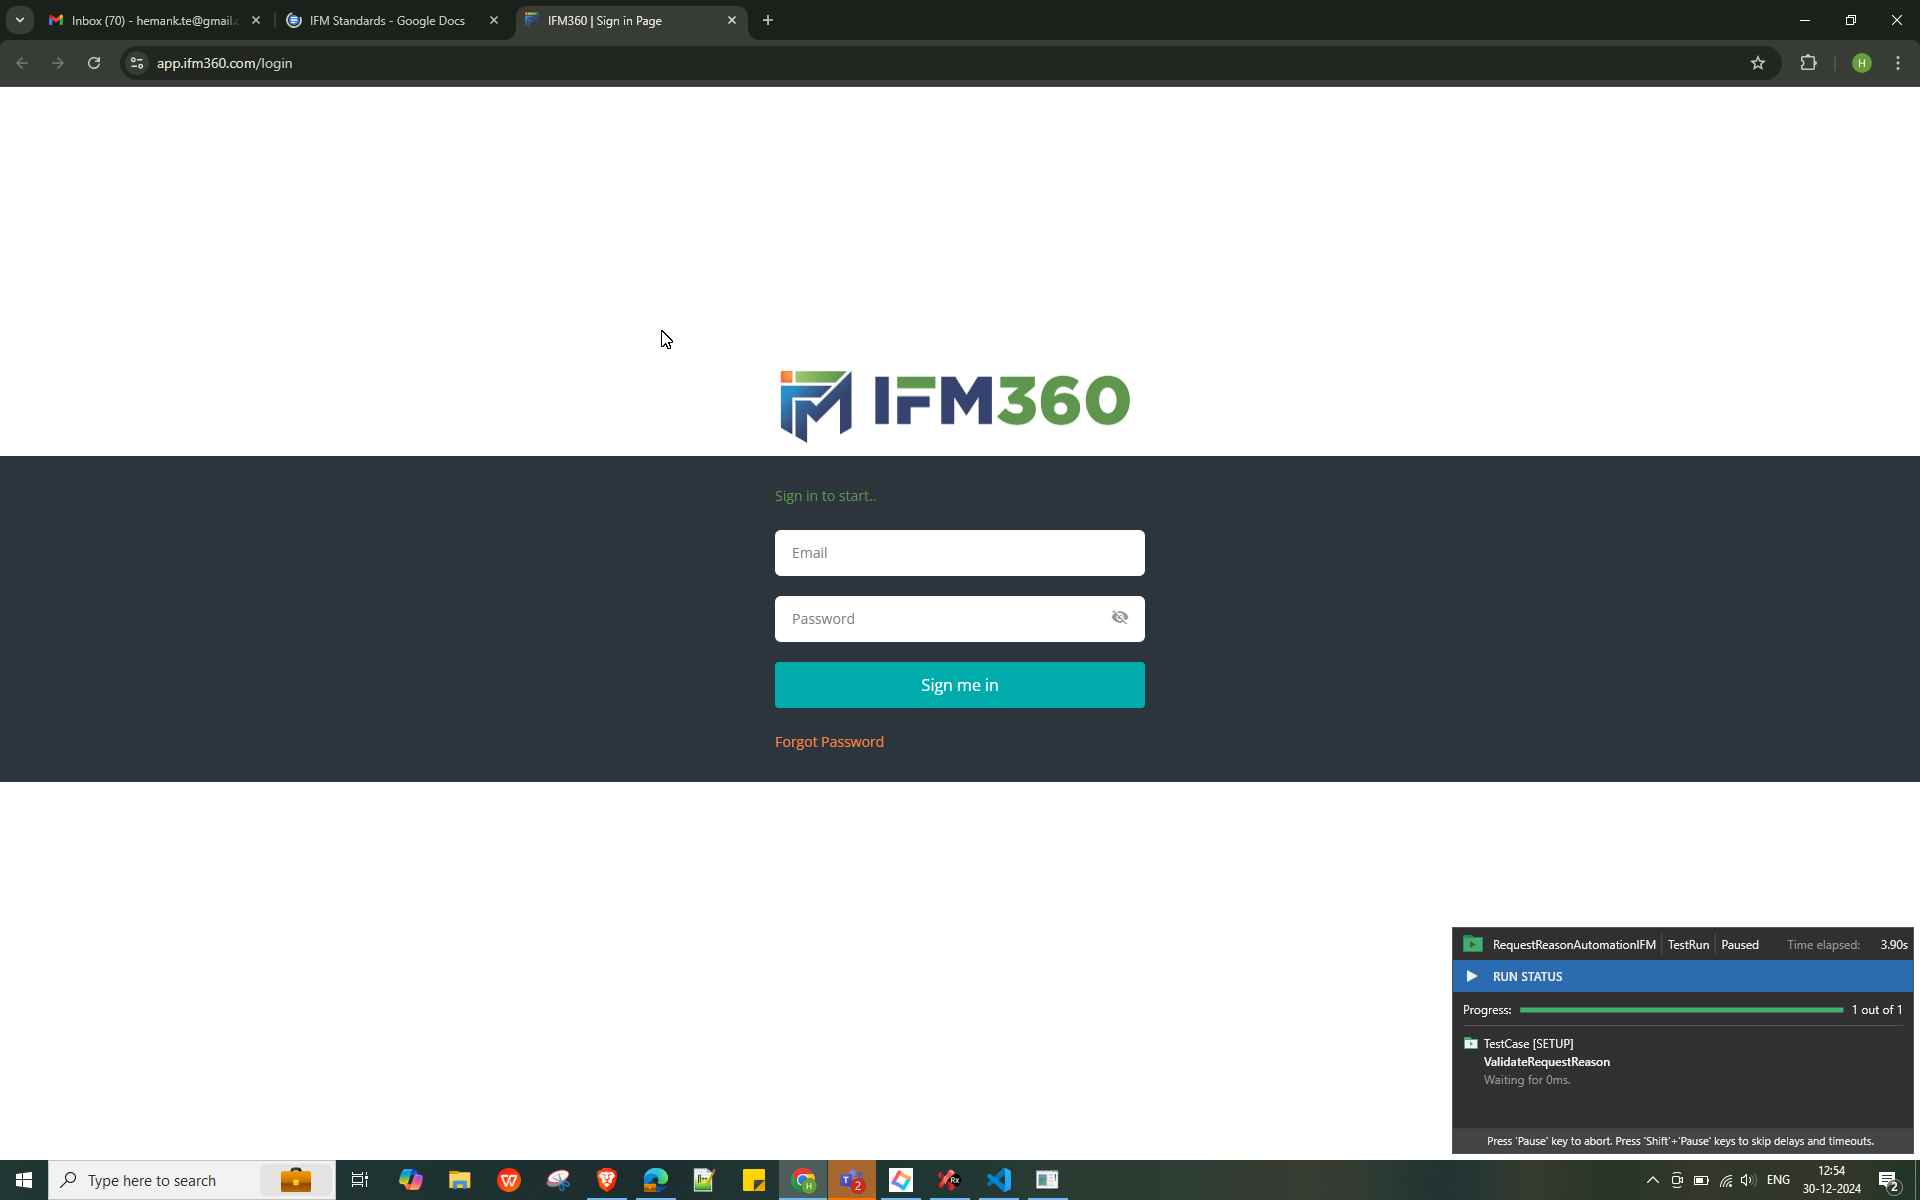 Inbox (70) - hemank.te@gmail.
IFM Standards - Google Docs
IFM360 | Sign in Page
app.ifm360.com/login
H
IFM360
Sign in to start..
Email
Password
Sign me in
Forgot Password
RequestReasonAutomationIFM TestRun Paused Time elapsed: 3.90s
RUN STATUS
Progress: 1 out of 1
TestCase [SETUP]
ValidateRequestReason
Waiting for 0ms.
Press 'Pause' key to abort. Press 'Shift'+'Pause' keys to skip delays and timeouts.
Type here to search
ENG
12:54
30-12-2024
2